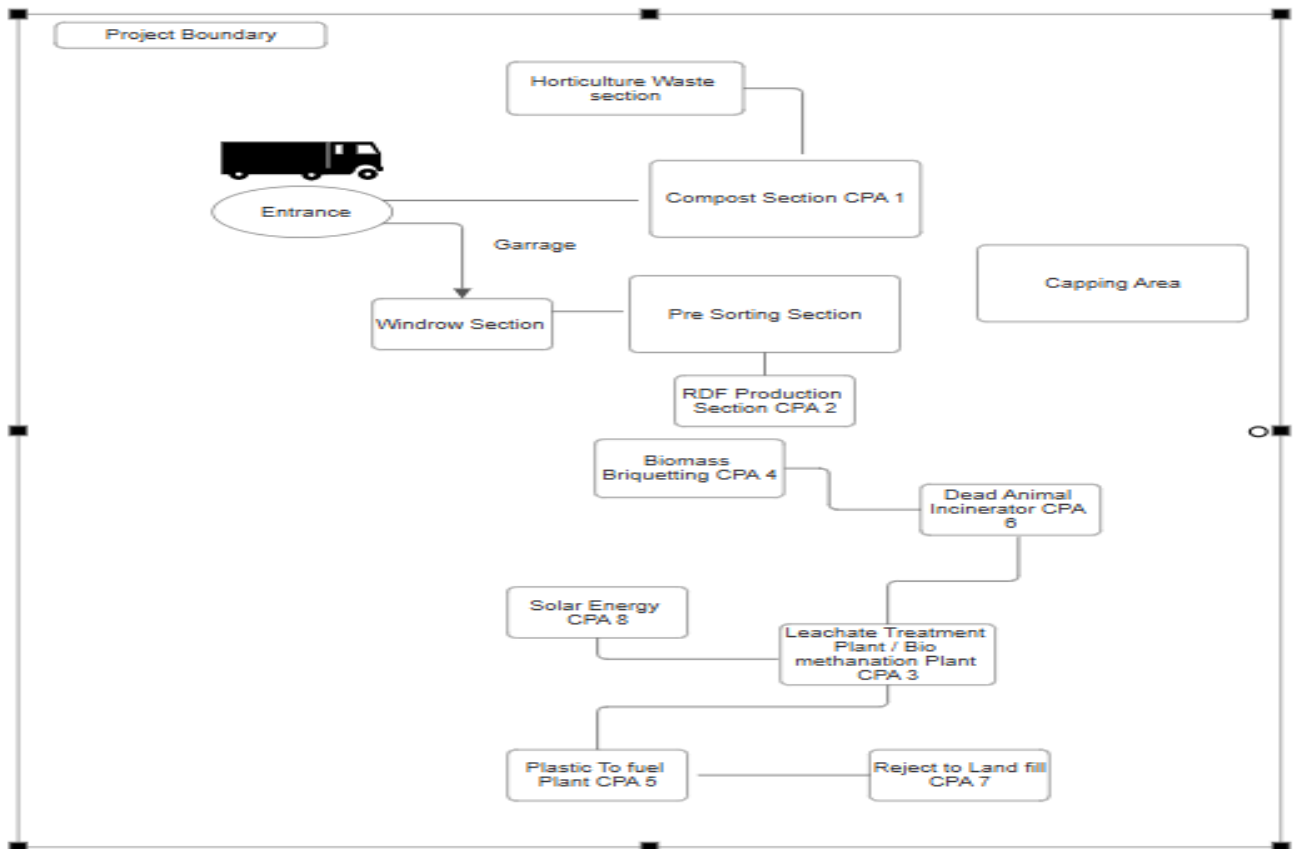 Project Boundary
Horticulture Waste
section
Compost Section CPA 1
Entrance
Garrage
Capping Area
Windrow Section
Pre Sorting Section
RDF Production
Section CPA 2
Biomass
Briquetting CPA 4
Dead Animal
Incinerator CPA
6
Solar Energy
CPA 8
Leachate Treatment
Plant / Bio
methanation Plant
CPA 3
Plastic To fuel
Plant CPA 5
Reject to Land fill
CPA 7